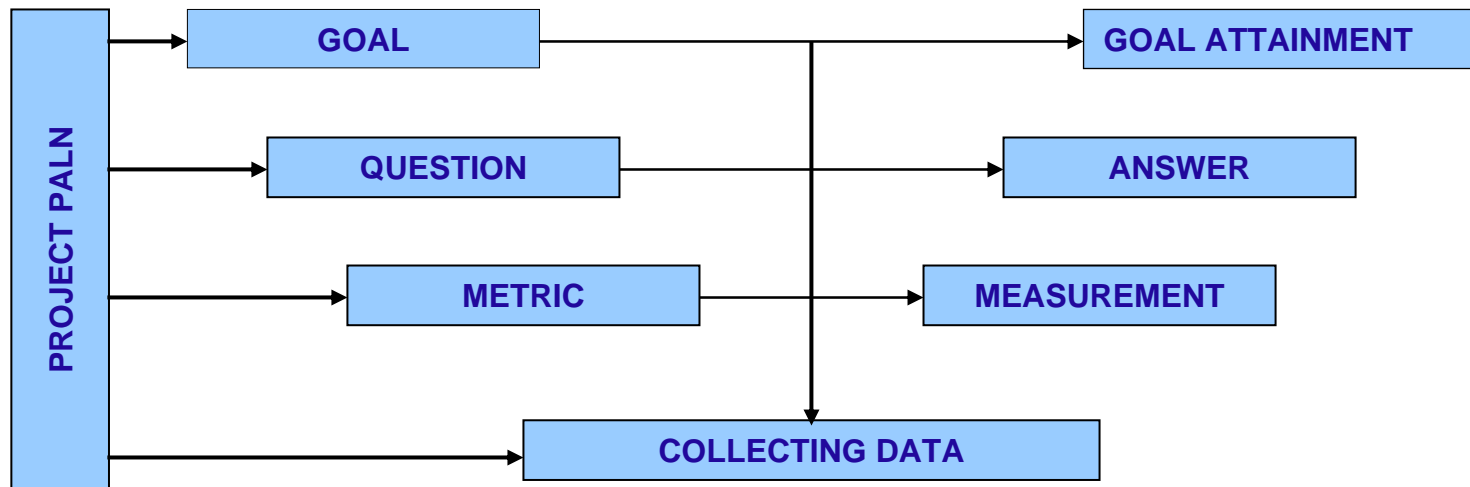 PROJECT PALN
GOAL
GOAL ATTAINMENT
QUESTION
ANSWER
METRIC
MEASUREMENT
COLLECTING DATA